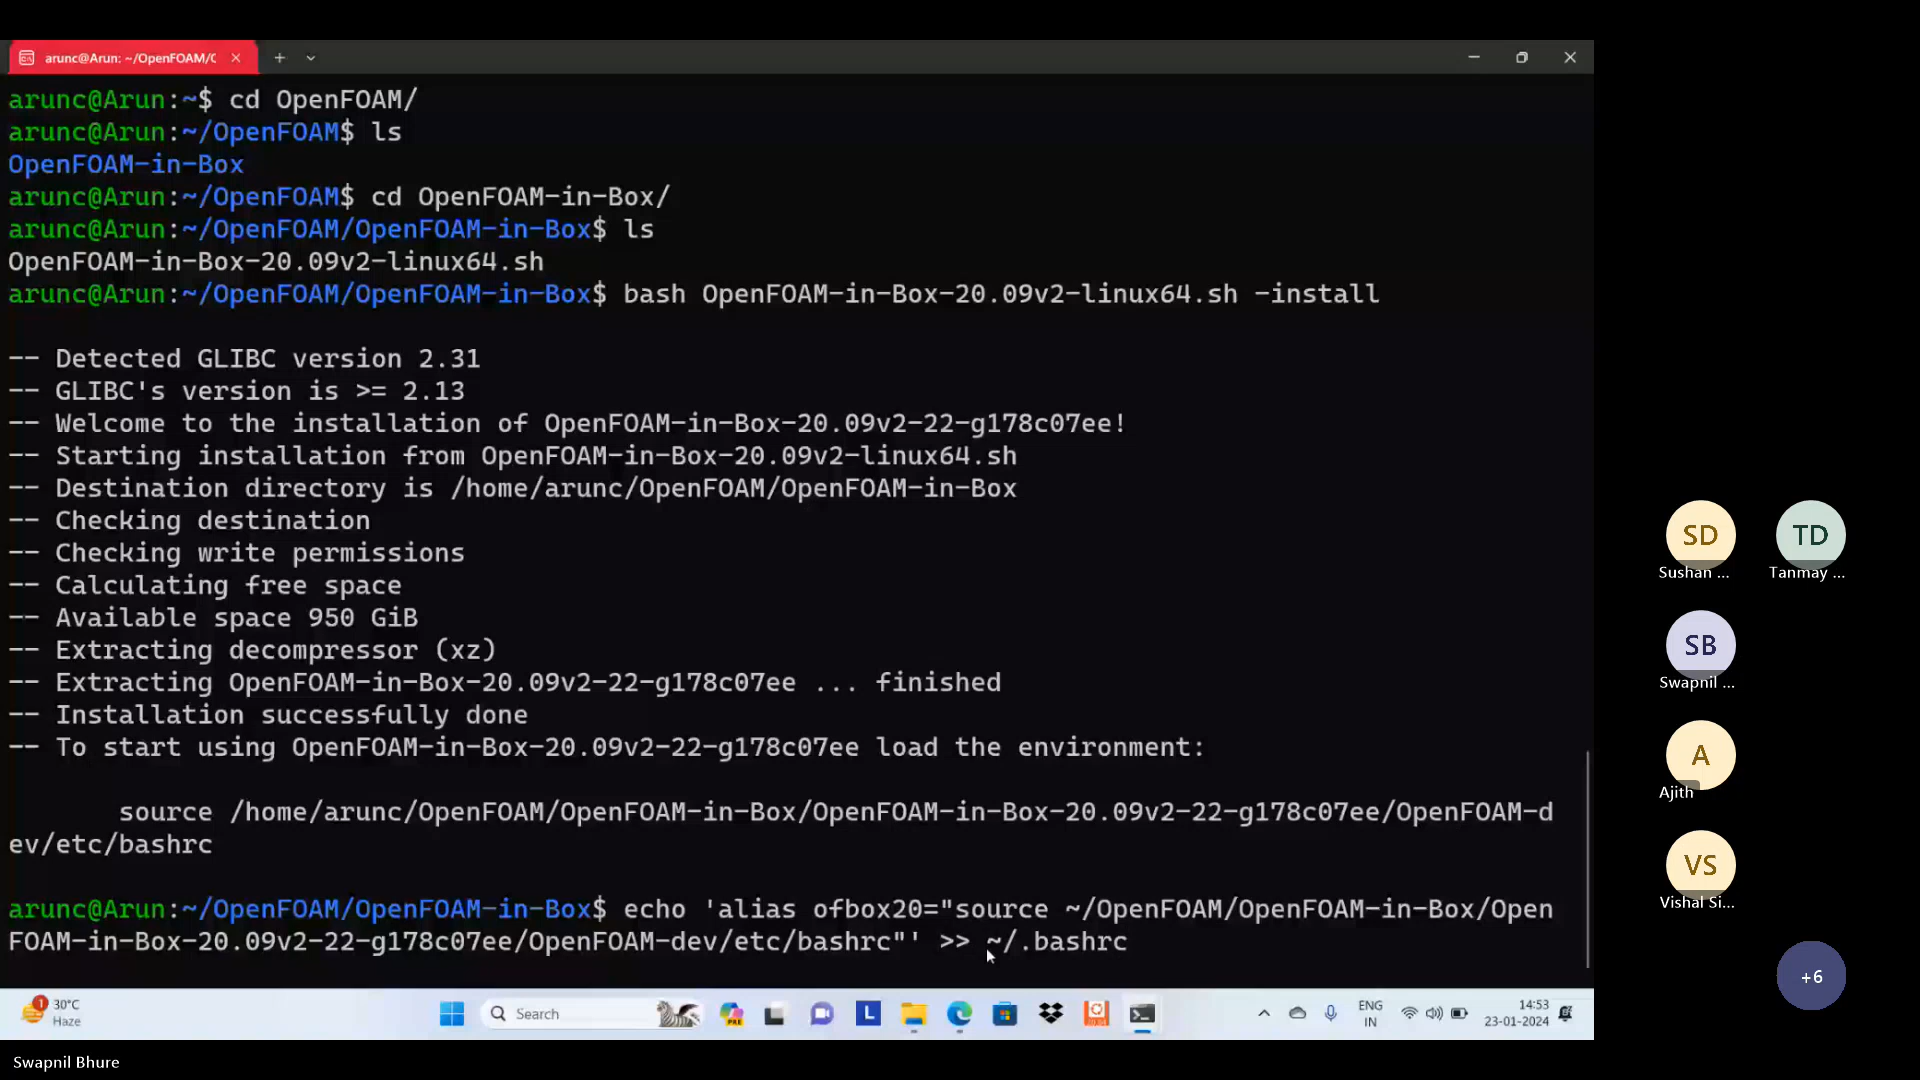 arunc@Arun: ~/OpenFOAM/C
arunc@Arun:~$ cd OpenFOAM/
arunc@Arun:~/OpenFOAM$ ls
OpenFOAM-in-Box
arunc@Arun:~/OpenFOAM$ cd OpenFOAM-in-Box/
arunc@Arun:~/OpenFOAM/OpenFOAM-in-Box$ ls
OpenFOAM-in-Box-20.09v2-linux64.sh
arunc@Arun:~/OpenFOAM/OpenFOAM-in-Box$ bash OpenFOAM-in-Box-20.09v2-linux64.sh -install
-- Detected GLIBC version 2.31
-- GLIBC's version is >= 2.13
-- Welcome to the installation of OpenFOAM-in-Box-20.09v2-22-g178c07ee!
-- Starting installation from OpenFOAM-in-Box-20.09v2-linux64.sh
-- Destination directory is /home/arunc/OpenFOAM/OpenFOAM-in-Box
-- Checking destination
-- Checking write permissions
-- Calculating free space
-- Available space 950 GiB
-- Extracting decompressor (xz)
-- Extracting OpenFOAM-in-Box-20.09v2-22-g178c07ee ... finished
-- Installation successfully done
-- To start using OpenFOAM-in-Box-20.09v2-22-g178c07ee load the environment:
source /home/arunc/OpenFOAM/OpenFOAM-in-Box/OpenFOAM-in-Box-20.09v2-22-g178c07ee/OpenFOAM-d
ev/etc/bashrc
arunc@Arun:~/OpenFOAM/OpenFOAM-in-Box$ echo 'alias ofbox20="source ~/OpenFOAM/OpenFOAM-in-Box/Open
FOAM-in-Box-20.09v2-22-g178c07ee/OpenFOAM-dev/etc/bashrc"' >> ~/.bashrc
SD
TD
Sushan ...
Tanmay ...
SB
Swapnil ...
A
Ajith
VS
Vishal Si...
+6
1
30°C
Haze
Search
PRE
L
ENG
IN
14:53
23-01-2024
Swapnil Bhure